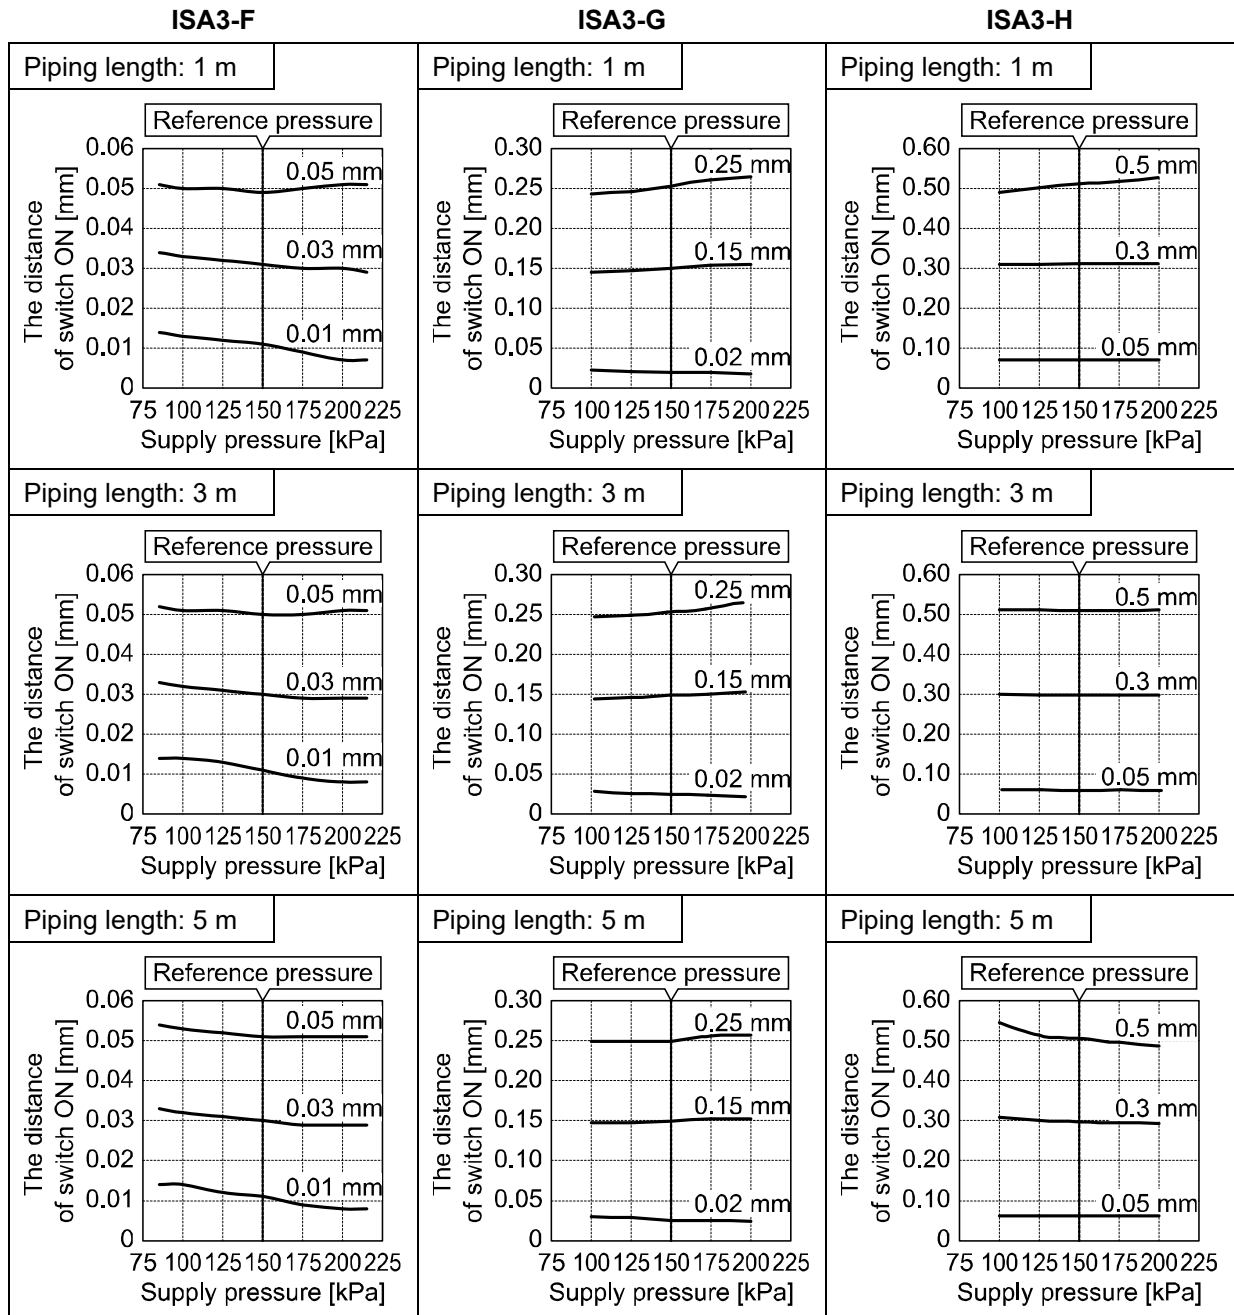 ISA3-F ISA3-G ISA3-H
Piping length: 1 m
Reference pressure
The distance
of switch ON [mm]
0.06
0.05
0.04
0.03
0.02
0.01
0
0.05 mm
0.03 mm
0.01 mm
75 100 125 150 175 200 225
Supply pressure [kPa]
Piping length: 1 m
Reference pressure
The distance
of switch ON [mm]
0.30
0.25
0.20
0.15
0.10
0.05
0
0.25 mm
0.15 mm
0.02 mm
75 100 125 150 175 200 225
Supply pressure [kPa]
Piping length: 1 m
Reference pressure
The distance
of switch ON [mm]
0.60
0.50
0.40
0.30
0.20
0.10
0
0.5 mm
0.3 mm
0.05 mm
75 100 125 150 175 200 225
Supply pressure [kPa]
Piping length: 3 m
Reference pressure
The distance
of switch ON [mm]
0.06
0.05
0.04
0.03
0.02
0.01
0
0.05 mm
0.03 mm
0.01 mm
75 100 125 150 175 200 225
Supply pressure [kPa]
Piping length: 3 m
Reference pressure
The distance
of switch ON [mm]
0.30
0.25
0.20
0.15
0.10
0.05
0
0.25 mm
0.15 mm
0.02 mm
75 100 125 150 175 200 225
Supply pressure [kPa]
Piping length: 3 m
Reference pressure
The distance
of switch ON [mm]
0.60
0.50
0.40
0.30
0.20
0.10
0
0.5 mm
0.3 mm
0.05 mm
75 100 125 150 175 200 225
Supply pressure [kPa]
Piping length: 5 m
Reference pressure
The distance
of switch ON [mm]
0.06
0.05
0.04
0.03
0.02
0.01
0
0.05 mm
0.03 mm
0.01 mm
75 100 125 150 175 200 225
Supply pressure [kPa]
Piping length: 5 m
Reference pressure
The distance
of switch ON [mm]
0.30
0.25
0.20
0.15
0.10
0.05
0
0.25 mm
0.15 mm
0.02 mm
75 100 125 150 175 200 225
Supply pressure [kPa]
Piping length: 5 m
Reference pressure
The distance
of switch ON [mm]
0.60
0.50
0.40
0.30
0.20
0.10
0
0.5 mm
0.3 mm
0.05 mm
75 100 125 150 175 200 225
Supply pressure [kPa]